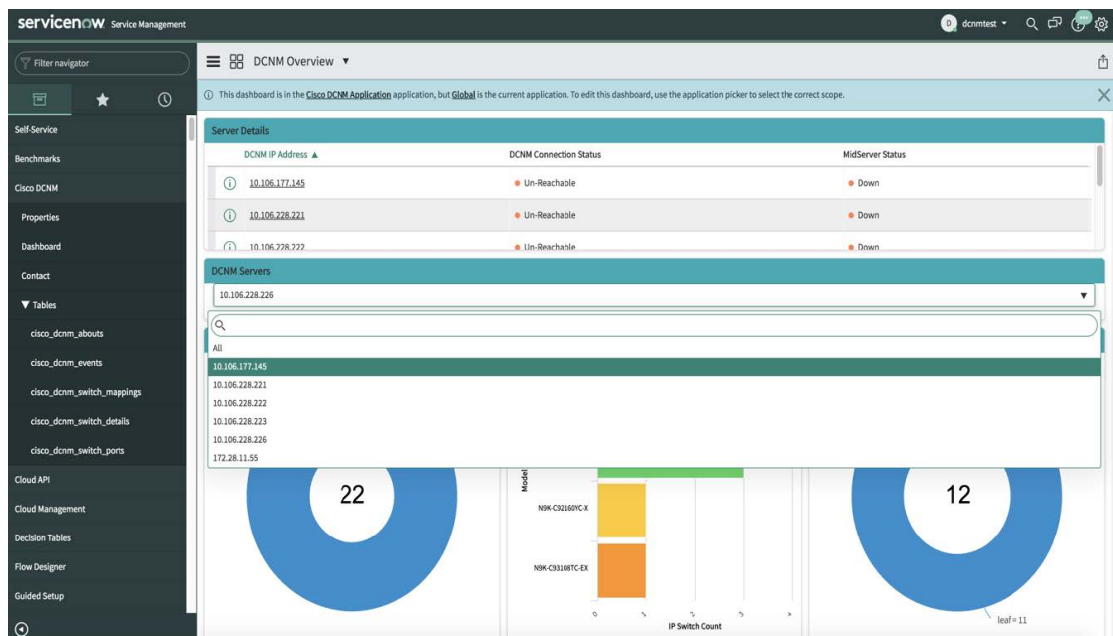 servicenow Service Management
D dcnmtest
Filter navigator
DCNM Overview
This dashboard is in the Cisco DCNM Application application, but Global is the current application. To edit this dashboard, use the application picker to select the correct scope.
Self-Service
Benchmarks
Cisco DCNM
Properties
Dashboard
Contact
Tables
cisco_dcnm_abouts
cisco_dcnm_events
cisco_dcnm_switch_mappings
cisco_dcnm_switch_details
cisco_dcnm_switch_ports
Cloud API
Cloud Management
Decision Tables
Flow Designer
Guided Setup
Server Details
DCNM IP Address ▲ DCNM Connection Status MidServer Status
10.106.177.145 Un-Reachable Down
10.106.228.221 Un-Reachable Down
10.106.228.222 Un-Reachable Down
DCNM Servers
10.106.228.226
All
10.106.177.145
10.106.228.221
10.106.228.222
10.106.228.223
10.106.228.226
172.28.11.55
22
Model
N9K-C92160YC-X
N9K-C93108TC-EX
0 1 2 3 4
IP Switch Count
12
leaf = 11